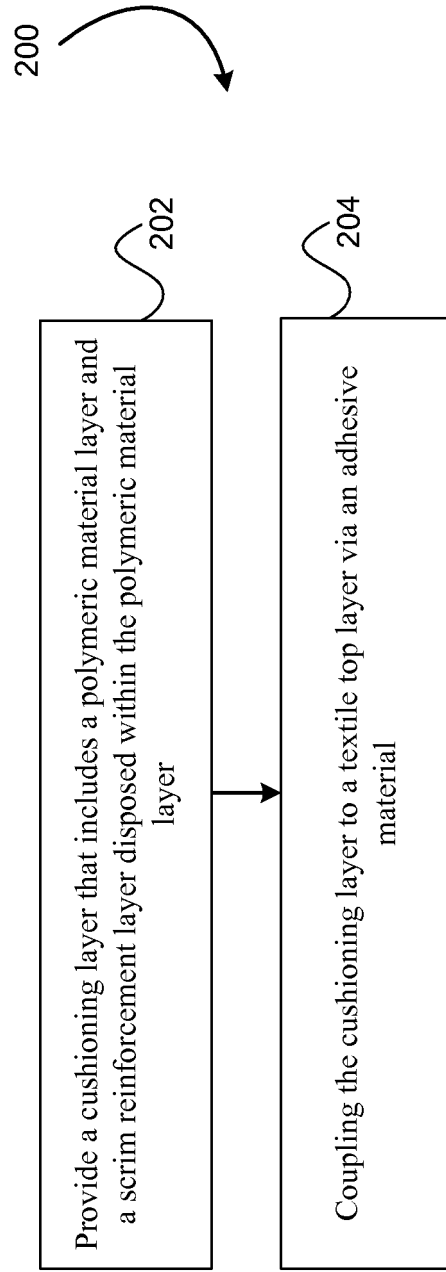 200
Provide a cushioning layer that includes a polymeric material layer and
a scrim reinforcement layer disposed within the polymeric material
layer
202
Coupling the cushioning layer to a textile top layer via an adhesive
material
204